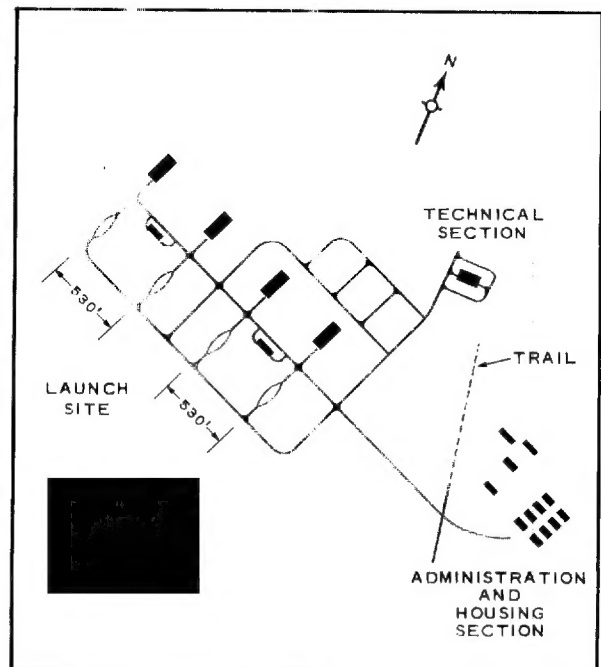 N
TECHNICAL
SECTION
530'
TRAIL
LAUNCH
SITE
530'
ADMINISTRATION
AND
HOUSING
SECTION